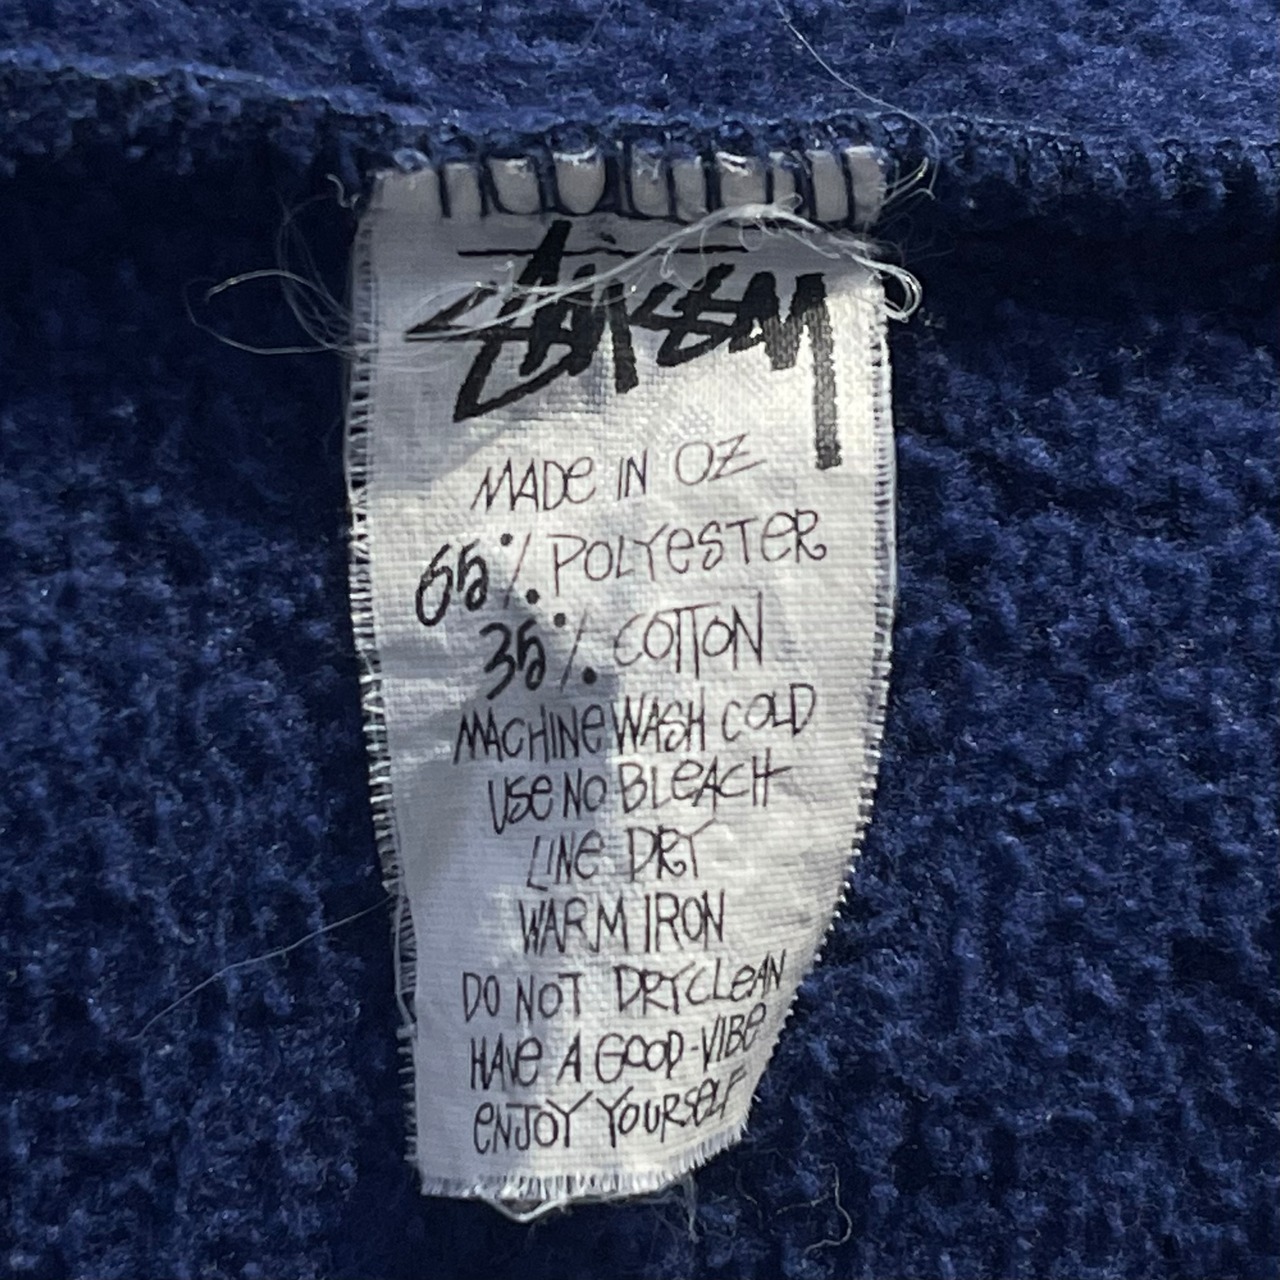 STÜSSY
MADE IN OZ
65% POLYESTER
35% COTTON
MACHINE WASH COLD
USE NO BLEACH
LINE DRY
WARM IRON
DO NOT DRYCLEAN
HAVE A GOOD-VIBE
ENJOY YOURSELF